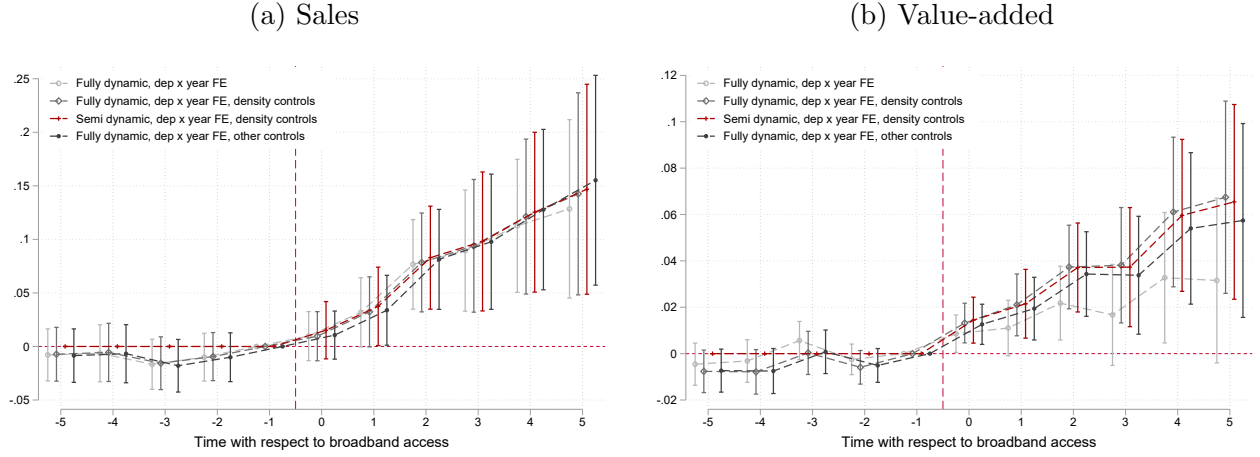 (a) Sales
.25
.2
.15
.1
.05
0
-.05
Fully dynamic, dep x year FE
Fully dynamic, dep x year FE, density controls
Semi dynamic, dep x year FE, density controls
Fully dynamic, dep x year FE, other controls
-5 -4 -3 -2 -1 0 1 2 3 4 5
Time with respect to broadband access
(b) Value-added
.12
.1
.08
.06
.04
.02
0
-.02
Fully dynamic, dep x year FE
Fully dynamic, dep x year FE, density controls
Semi dynamic, dep x year FE, density controls
Fully dynamic, dep x year FE, other controls
-5 -4 -3 -2 -1 0 1 2 3 4 5
Time with respect to broadband access